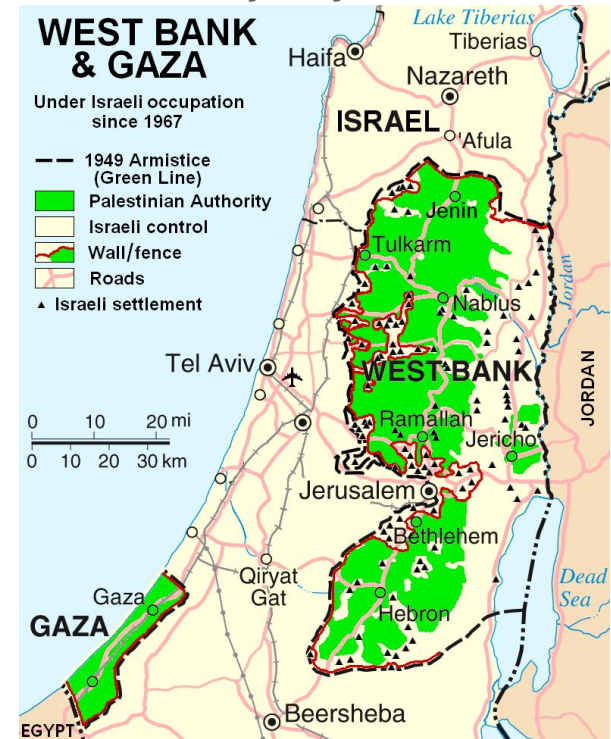 WEST BANK
& GAZA
Under Israeli occupation
since 1967
1949 Armistice
(Green Line)
Palestinian Authority
Israeli control
Wall/fence
Roads
Israeli settlement
Lake Tiberias
Tiberias
Haifa
Nazareth
ISRAEL
'Afula
Jenin
Tulkarm
Nablus
Jordan
Tel Aviv
WEST BANK
JORDAN
0 10 20 mi
0 10 20 30 km
Ramallah
Jericho
Jerusalem
Bethlehem
Qiryat
Gat
Dead
Sea
Gaza
GAZA
Hebron
Beersheba
EGYPT